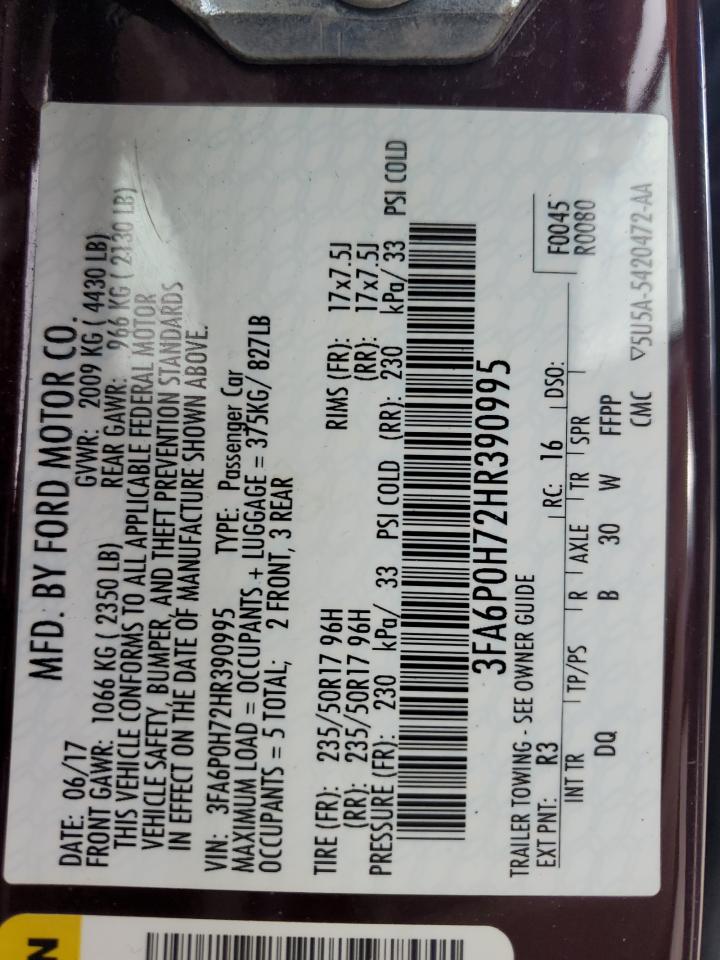 MFD. BY FORD MOTOR CO.
DATE: 06/17 GVWR: 2009 KG ( 4430 LB)
FRONT GAWR: 1066 KG ( 2350 LB) REAR GAWR: 966 KG ( 2130 LB)
THIS VEHICLE CONFORMS TO ALL APPLICABLE FEDERAL MOTOR
VEHICLE SAFETY, BUMPER, AND THEFT PREVENTION STANDARDS
IN EFFECT ON THE DATE OF MANUFACTURE SHOWN ABOVE.
VIN: 3FA6P0H72HR390995 TYPE: Passenger Car
MAXIMUM LOAD = OCCUPANTS + LUGGAGE = 375KG/ 827LB
OCCUPANTS = 5 TOTAL; 2 FRONT, 3 REAR
TIRE (FR): 235/50R17 96H RIMS (FR): 17x7.5J
(RR): 235/50R17 96H (RR): 17x7.5J
PRESSURE (FR): 230 kPa/ 33 PSI COLD (RR): 230 kPa/ 33 PSI COLD
3FA6P0H72HR390995
TRAILER TOWING - SEE OWNER GUIDE
F0045
R0080
EXT PNT: R3 RC: 16 DSO:
INT TR TP/PS R AXLE TR SPR
DQ B 30 W FFPP
CMC ▽5U5A-5420472-AA
N